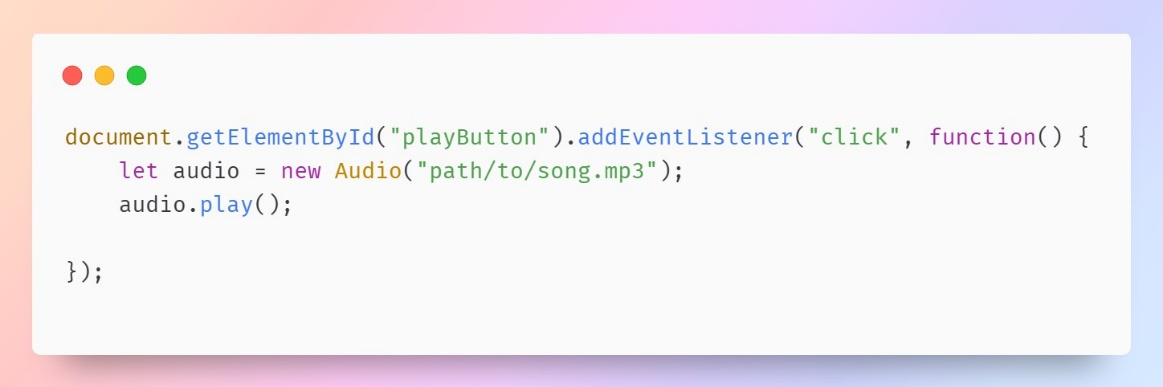 document.getElementById("playButton").addEventListener("click", function() {
    let audio = new Audio("path/to/song.mp3");
    audio.play();
});